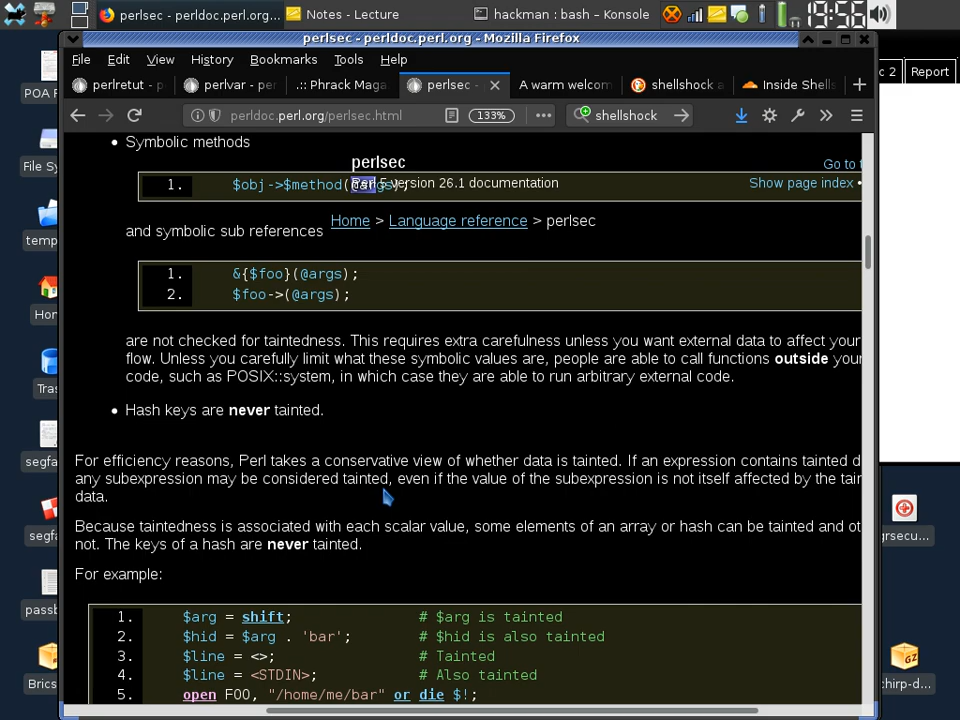 perlsec - perldoc.perl.org...
Notes - Lecture
hackman : bash – Konsole
19:56
perlsec - perldoc.perl.org - Mozilla Firefox
File Edit View History Bookmarks Tools Help
perlretut - pe
perlvar - per
.:: Phrack Maga
perlsec -
A warm welcom
shellshock a
Inside Shells
c 2
Report
perldoc.perl.org/perlsec.html
133%
shellshock
Symbolic methods
perlsec
Go to t
1. $obj->$method(@args);
Perl 5 version 26.1 documentation
Show page index •
Home > Language reference > perlsec
and symbolic sub references
1. &{$foo}(@args);
2. $foo->(@args);
are not checked for taintedness. This requires extra carefulness unless you want external data to affect your
flow. Unless you carefully limit what these symbolic values are, people are able to call functions outside your
code, such as POSIX::system, in which case they are able to run arbitrary external code.
Hash keys are never tainted.
For efficiency reasons, Perl takes a conservative view of whether data is tainted. If an expression contains tainted d
any subexpression may be considered tainted, even if the value of the subexpression is not itself affected by the tain
data.
Because taintedness is associated with each scalar value, some elements of an array or hash can be tainted and ot
not. The keys of a hash are never tainted.
For example:
1. $arg = shift; # $arg is tainted
2. $hid = $arg . 'bar'; # $hid is also tainted
3. $line = <>; # Tainted
4. $line = <STDIN>; # Also tainted
5. open FOO, "/home/me/bar" or die $!;
POA F
File Sy
temp
Hor
Tras
segfa
segfa
passb
Brics
grsecu...
chirp-d...